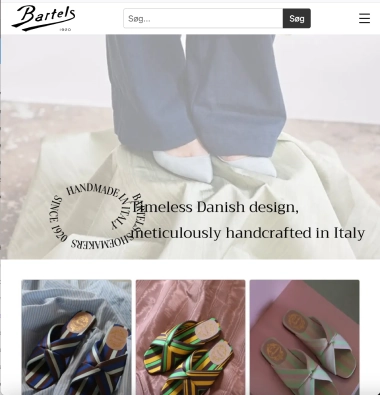 Bartels
1920
Søg...
Søg
HANDMADE IN ITALY
BARTELS SHOEMAKERS
SINCE 1920
Timeless Danish design,
meticulously handcrafted in Italy